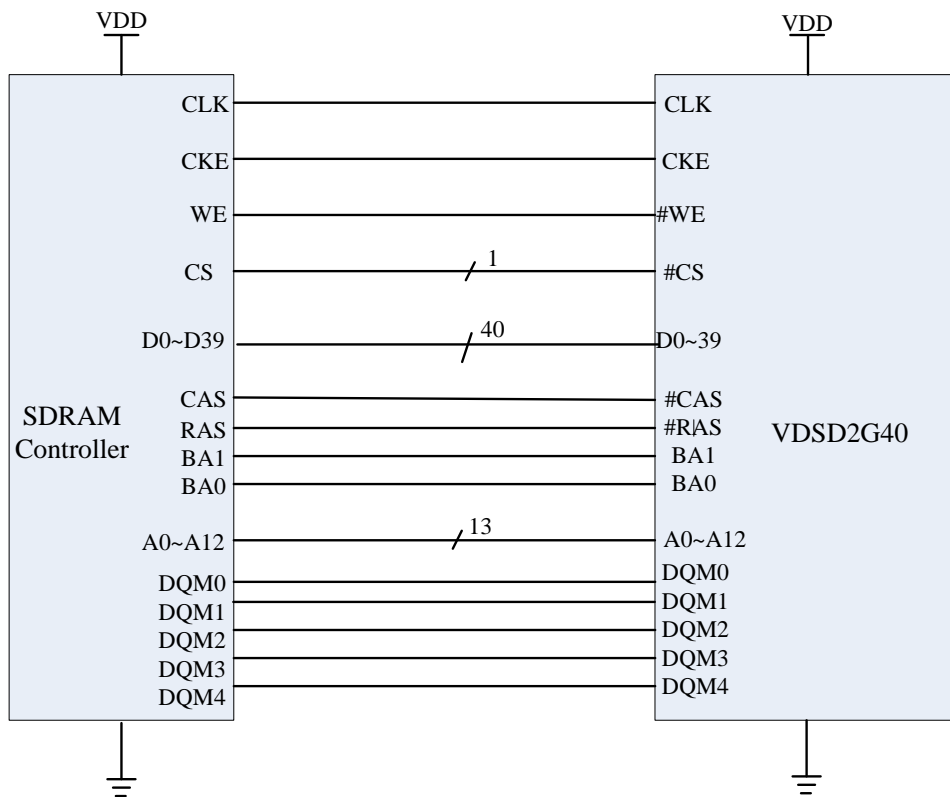 VDD
VDD
CLK
CLK
CKE
CKE
WE
#WE
CS
1
#CS
D0~D39
40
D0~39
CAS
#CAS
SDRAM
Controller
RAS
#RAS
VDSD2G40
BA1
BA1
BA0
BA0
A0~A12
13
A0~A12
DQM0
DQM0
DQM1
DQM1
DQM2
DQM2
DQM3
DQM3
DQM4
DQM4